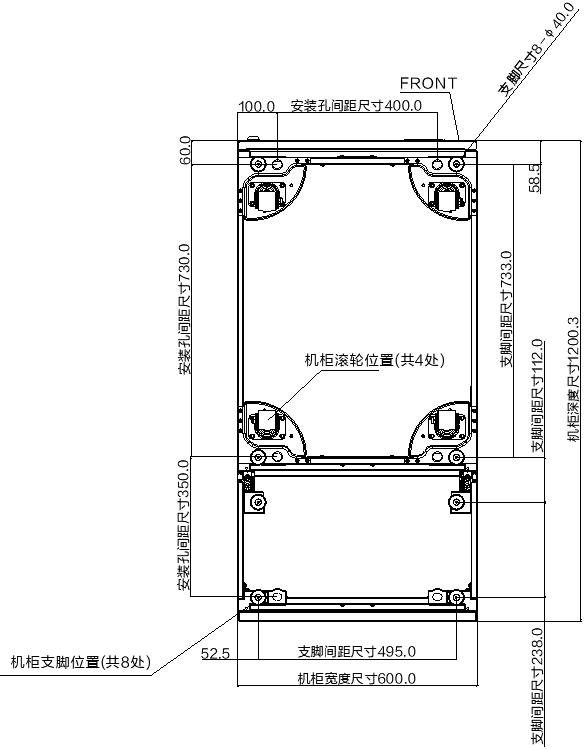 支脚尺寸8-φ40.0
FRONT
100.0
安装孔间距尺寸400.0
60.0
58.5
安装孔间距尺寸730.0
支脚间距尺寸733.0
机柜深度尺寸1200.3
支脚间距尺寸112.0
机柜滚轮位置(共4处)
安装孔间距尺寸350.0
支脚间距尺寸238.0
机柜支脚位置(共8处)
52.5
支脚间距尺寸495.0
机柜宽度尺寸600.0